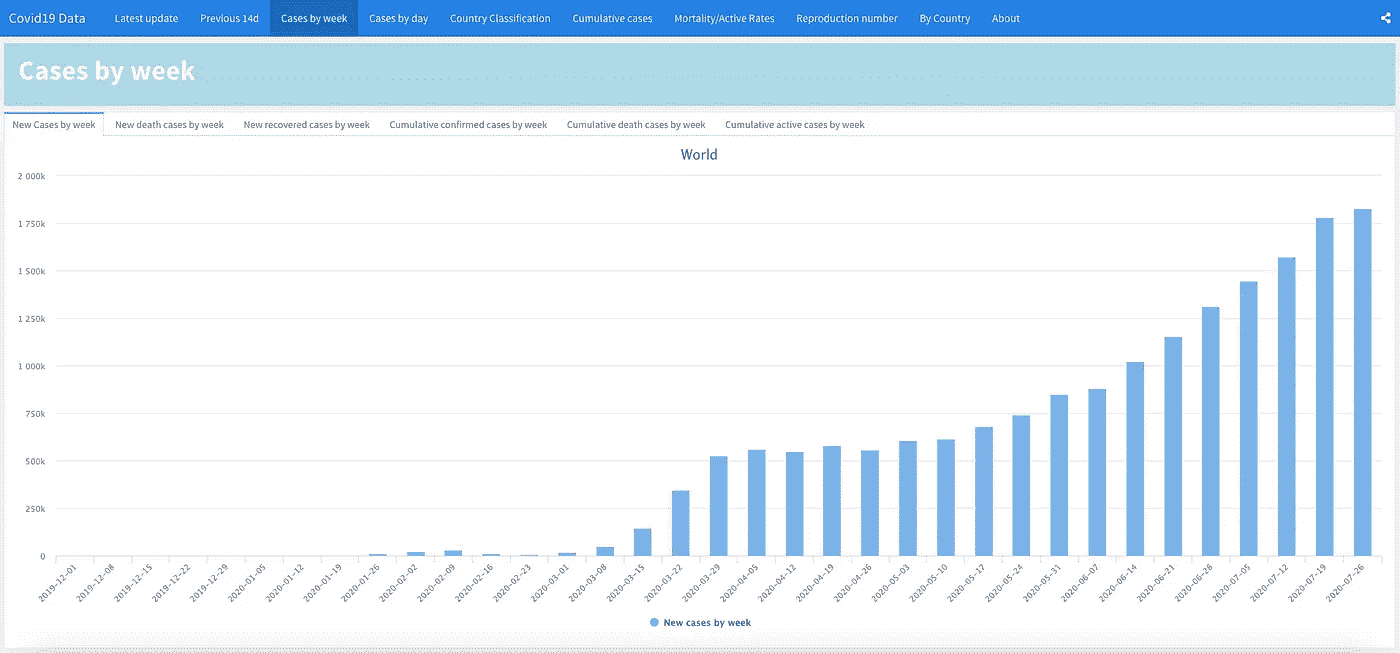 Covid19 Data Latest update Previous 14d Cases by week Cases by day Country Classification Cumulative cases Mortality/Active Rates Reproduction number By Country About
Cases by week
New Cases by week New death cases by week New recovered cases by week Cumulative confirmed cases by week Cumulative death cases by week Cumulative active cases by week
World
2 000k
1 750k
1 500k
1 250k
1 000k
750k
500k
250k
0
2019-12-01 2019-12-08 2019-12-15 2019-12-22 2019-12-29 2020-01-05 2020-01-12 2020-01-19 2020-01-26 2020-02-02 2020-02-09 2020-02-16 2020-02-23 2020-03-01 2020-03-08 2020-03-15 2020-03-22 2020-03-29 2020-04-05 2020-04-12 2020-04-19 2020-04-26 2020-05-03 2020-05-10 2020-05-17 2020-05-24 2020-05-31 2020-06-07 2020-06-14 2020-06-21 2020-06-28 2020-07-05 2020-07-12 2020-07-19 2020-07-26
New cases by week